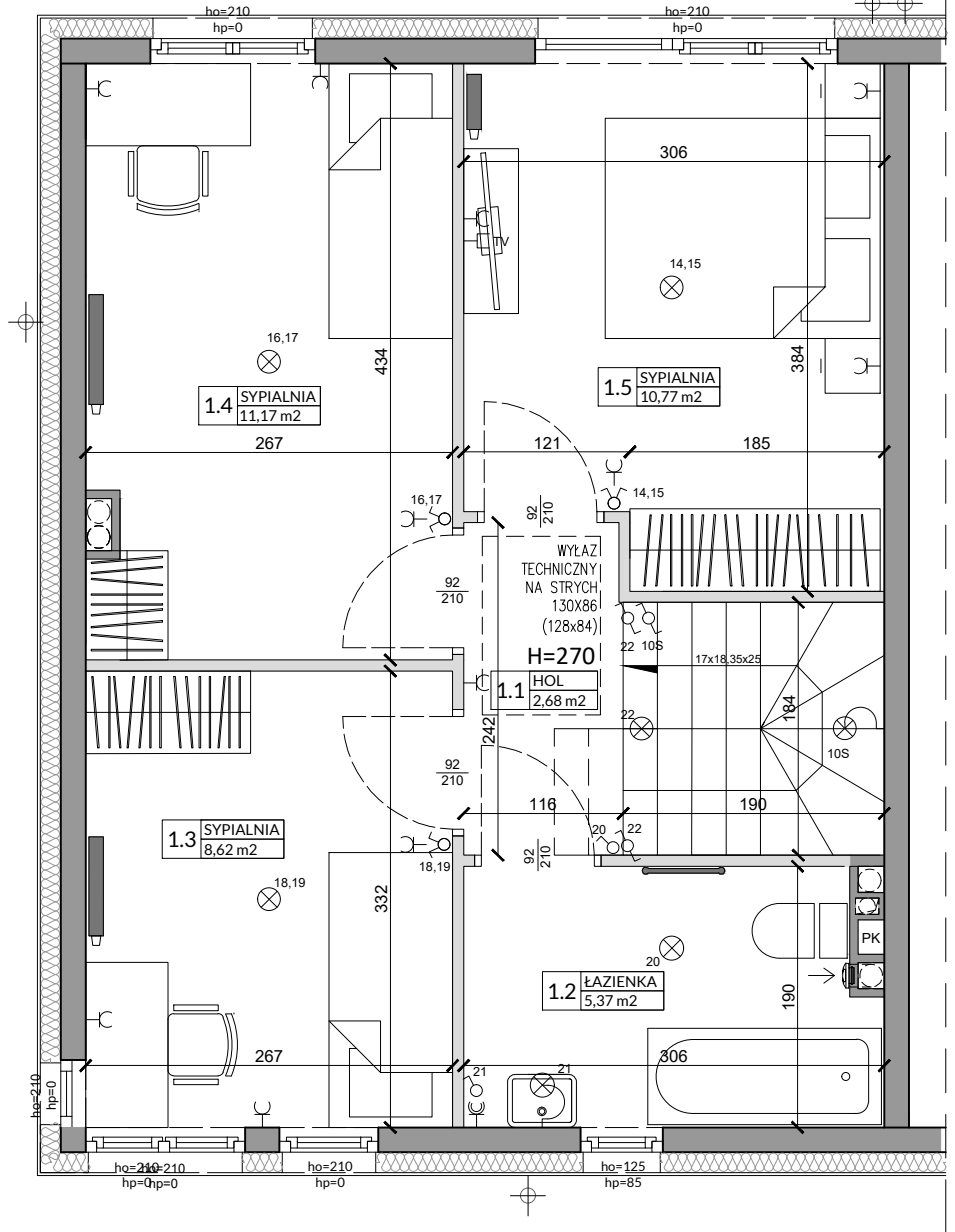 ho=210
hp=0
ho=210
hp=0
306
TV
14,15
16,17
434
384
1.4 SYPIALNIA
11,17 m2
1.5 SYPIALNIA
10,77 m2
267
121
185
16,17
14,15
92
210
WYŁAZ
TECHNICZNY
NA STRYCH
130X86
(128x84)
92
210
H=270
22
10S
17x18,35x25
1.1 HOL
2,68 m2
184
22
242
10S
92
210
116
190
1.3 SYPIALNIA
8,62 m2
20
22
92
210
18,19
18,19
332
PK
20
1.2 ŁAZIENKA
5,37 m2
190
267
306
21
21
ho=210
hp=0
ho=210
ho=210
ho=210
ho=125
hp=0
hp=0
hp=0
hp=85